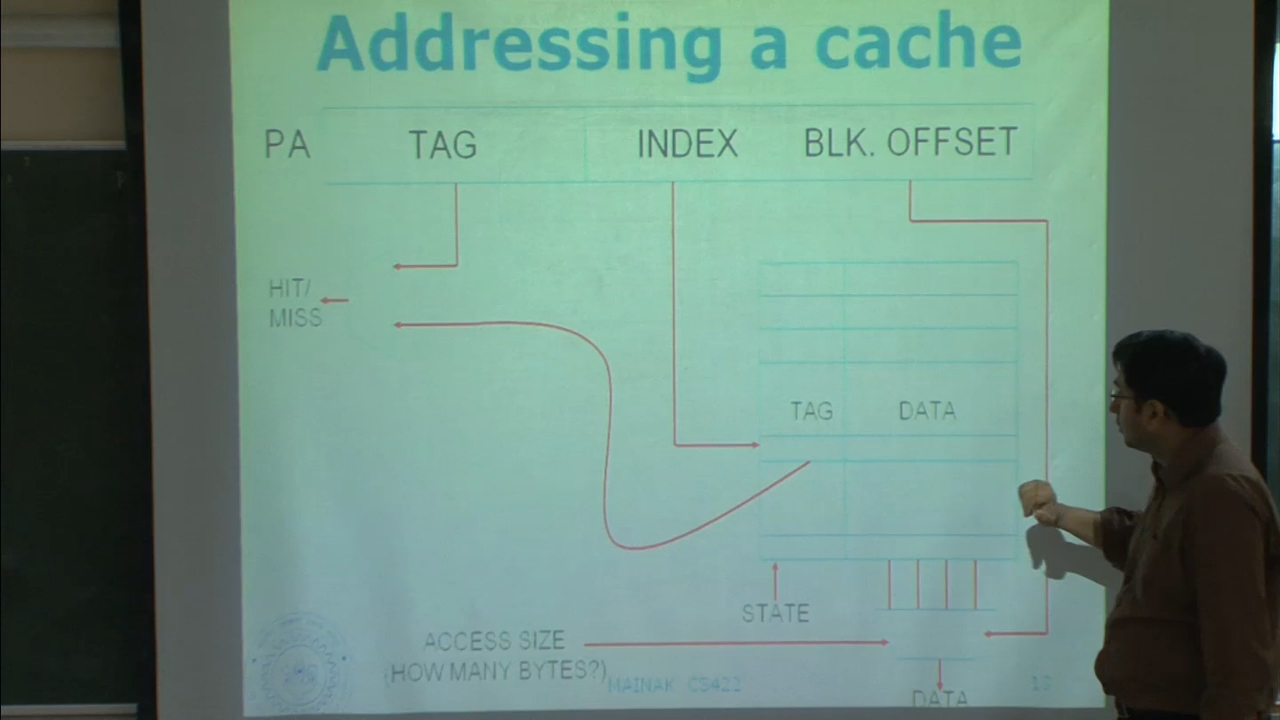 Addressing a cache
PA TAG INDEX BLK. OFFSET
HIT/
MISS
TAG DATA
STATE
ACCESS SIZE
(HOW MANY BYTES?)
MAINAK CS422
DATA